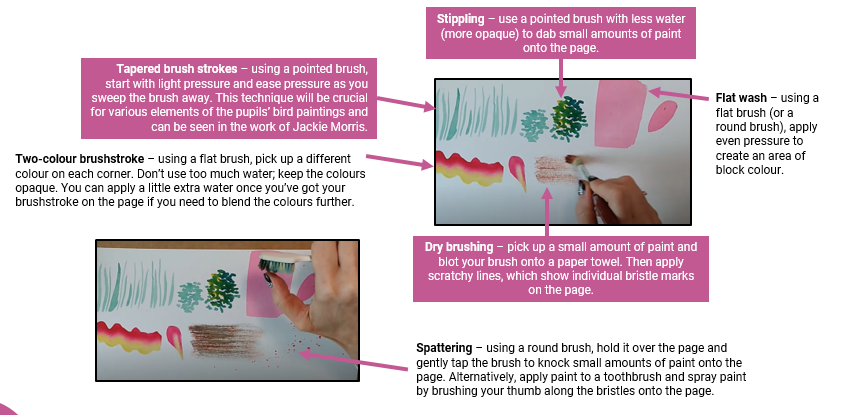 Stippling – use a pointed brush with less water
(more opaque) to dab small amounts of paint
onto the page.
Tapered brush strokes – using a pointed brush,
start with light pressure and ease pressure as you
sweep the brush away. This technique will be crucial
for various elements of the pupils' bird paintings and
can be seen in the work of Jackie Morris.
Flat wash – using a
flat brush (or a
round brush), apply
even pressure to
create an area of
block colour.
Two-colour brushstroke – using a flat brush, pick up a different
colour on each corner. Don't use too much water; keep the colours
opaque. You can apply a little extra water once you've got your
brushstroke on the page if you need to blend the colours further.
Dry brushing – pick up a small amount of paint and
blot your brush onto a paper towel. Then apply
scratchy lines, which show individual bristle marks
on the page.
Spattering – using a round brush, hold it over the page and
gently tap the brush to knock small amounts of paint onto the
page. Alternatively, apply paint to a toothbrush and spray paint
by brushing your thumb along the bristles onto the page.